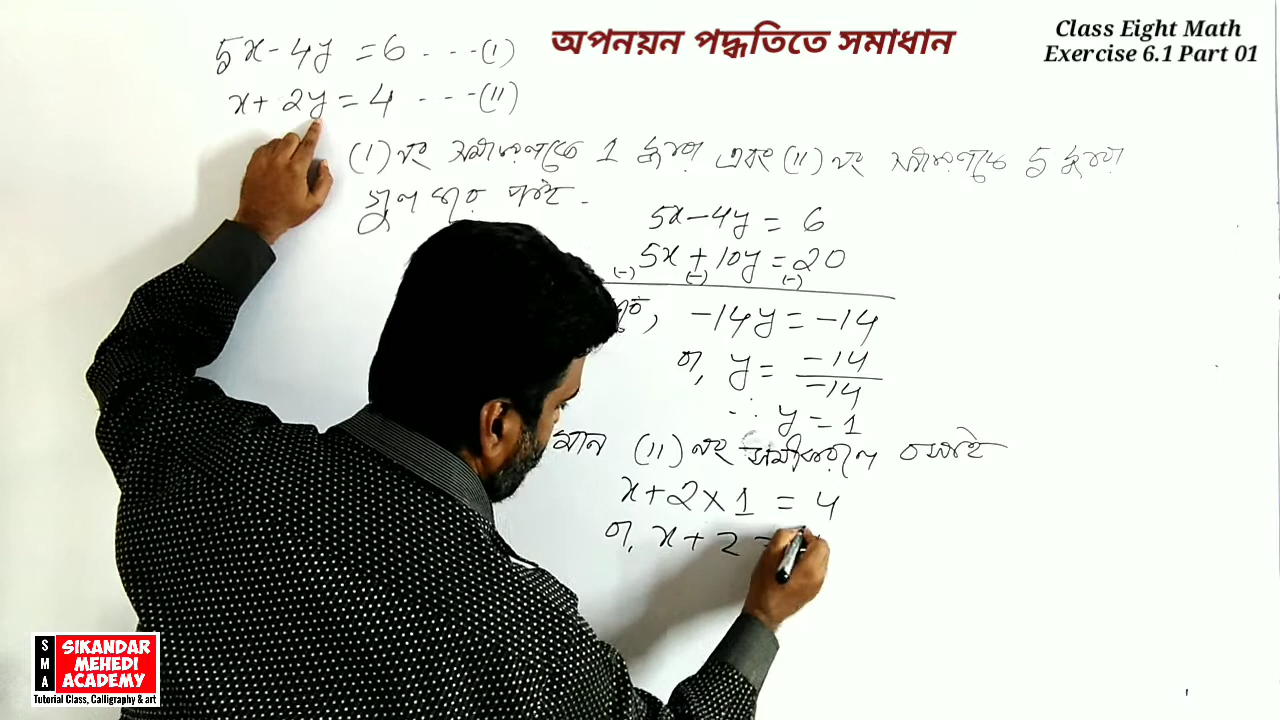 অপনয়ন পদ্ধতিতে সমাধান
Class Eight Math
Exercise 6.1 Part 01
5x - 4y = 6 - - - (I)
x + 2y = 4 - - - (II)
(I) নং সমীকরণকে 1 দ্বারা এবং (II) নং সমীকরণকে 5 দ্বারা
গুণ করে পাই -
5x - 4y = 6
5x + 10y = 20
(-) (-) (-)
-14y = -14
বা, y = -14/-14
∴ y = 1
মান (II) নং সমীকরণে বসাই
x + 2 × 1 = 4
বা, x + 2 =
SMA
SIKANDAR
MEHEDI
ACADEMY
Tutorial Class, Calligraphy & art